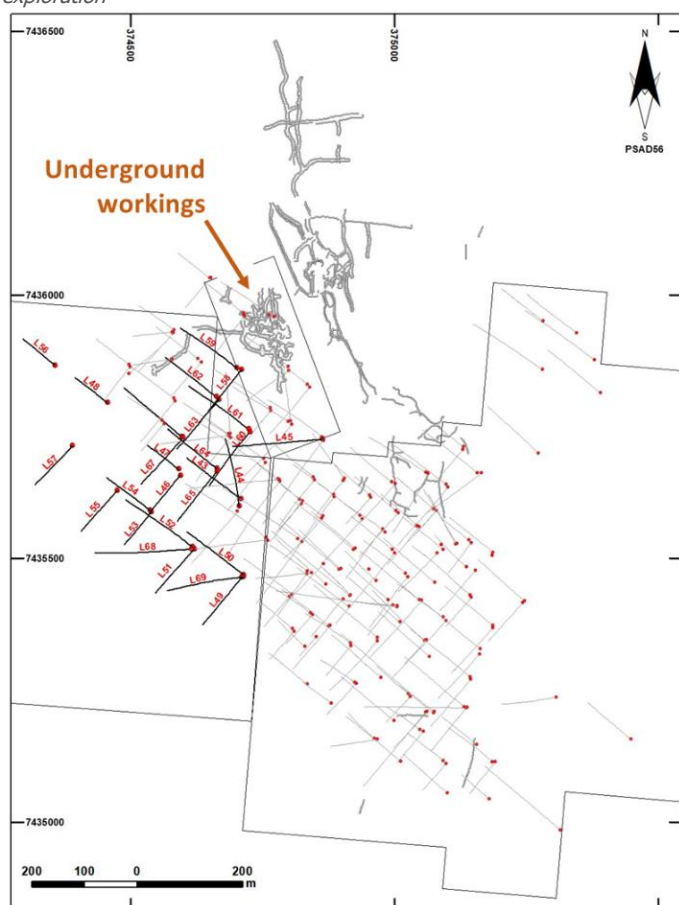 exploration
374500
375000
7436500
N
S
PSAD56
Underground
workings
7436000
L56
L59
L48
L62
L58
L61
L63
L60
L45
L57
L64
L47
L43
L67
L44
L46
L65
L54
L55
L52
L53
L50
L68
L51
L69
L49
7435500
7435000
200 100 0 200
m